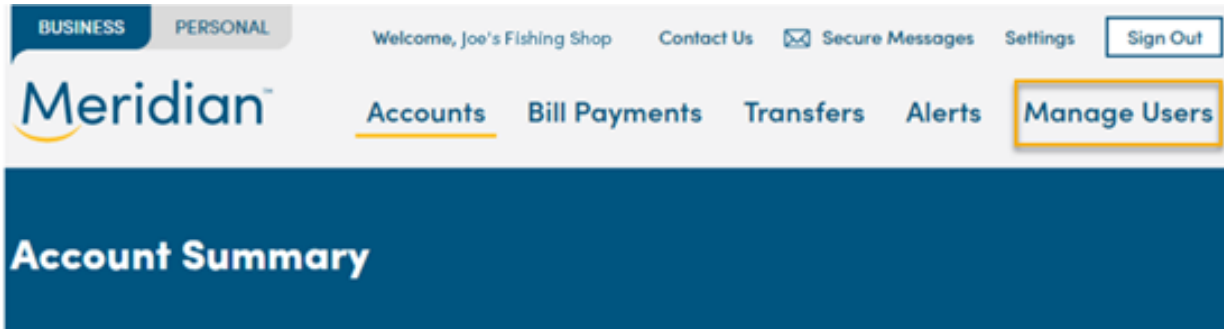 BUSINESS PERSONAL
Welcome, Joe's Fishing Shop Contact Us Secure Messages Settings Sign Out
Meridian™
Accounts Bill Payments Transfers Alerts Manage Users
Account Summary